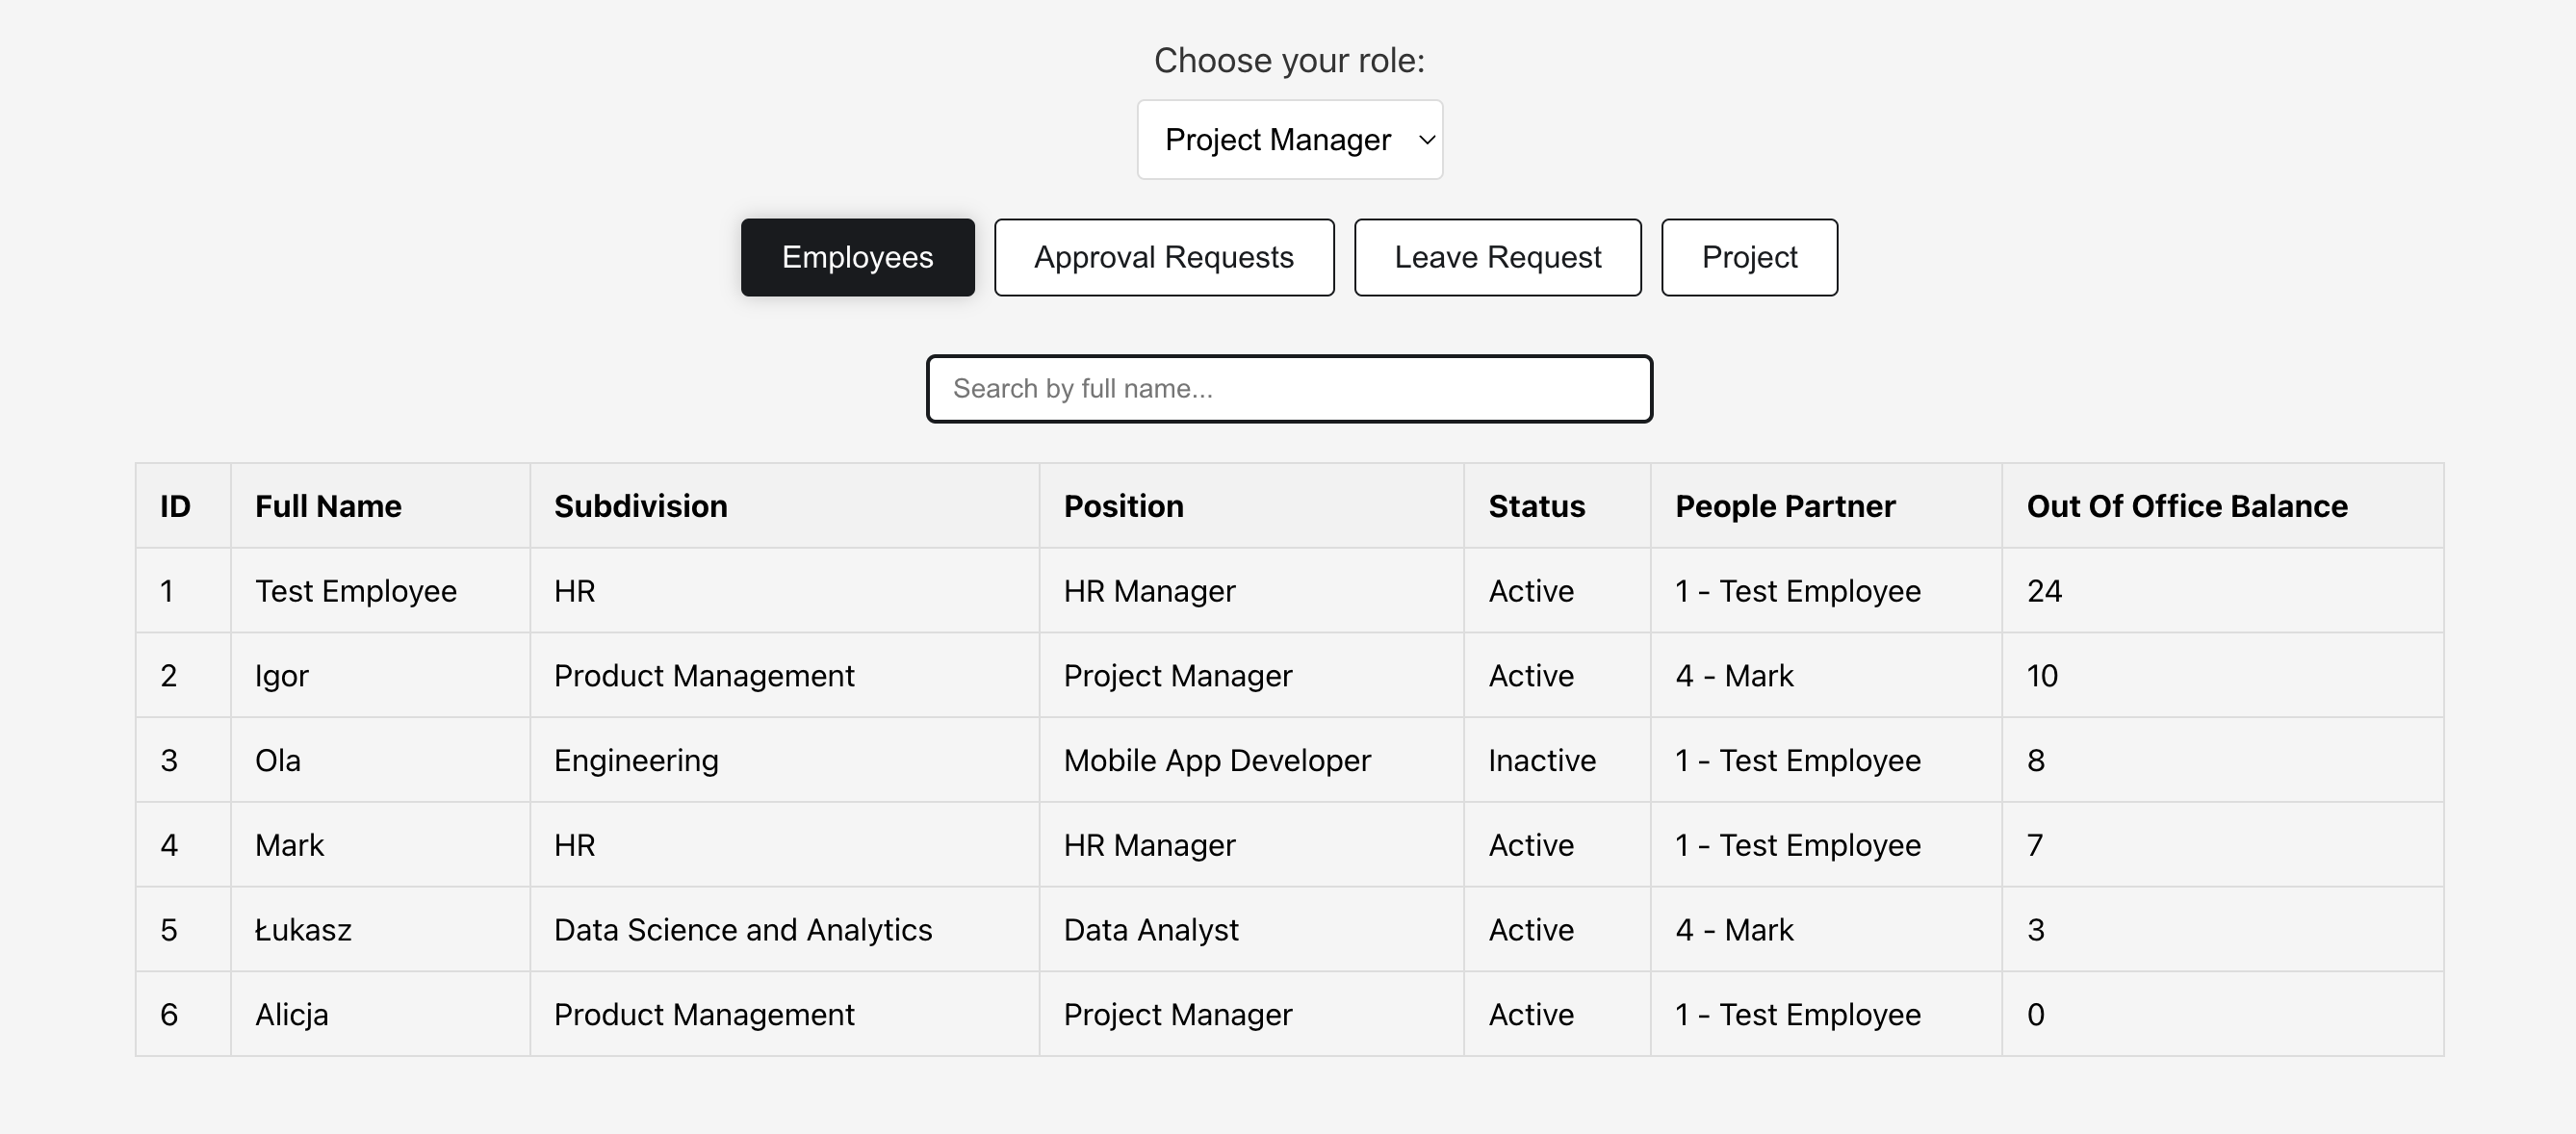 Choose your role:
Project Manager
Employees Approval Requests Leave Request Project
Search by full name...
ID Full Name Subdivision Position Status People Partner Out Of Office Balance
1 Test Employee HR HR Manager Active 1 - Test Employee 24
2 Igor Product Management Project Manager Active 4 - Mark 10
3 Ola Engineering Mobile App Developer Inactive 1 - Test Employee 8
4 Mark HR HR Manager Active 1 - Test Employee 7
5 Łukasz Data Science and Analytics Data Analyst Active 4 - Mark 3
6 Alicja Product Management Project Manager Active 1 - Test Employee 0